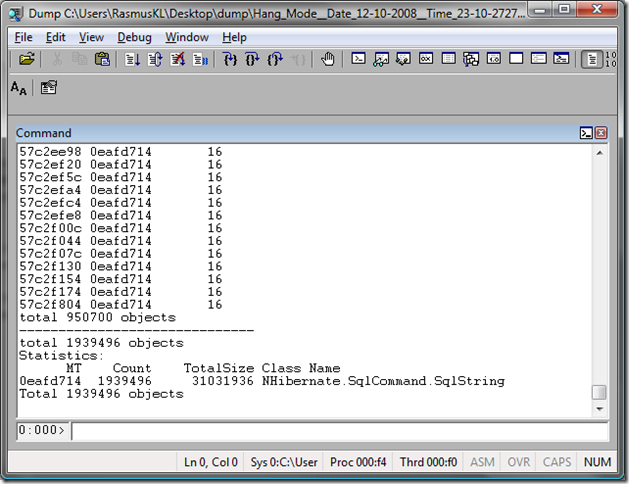 Dump C:\Users\RasmusKL\Desktop\dump\Hang_Mode__Date_12-10-2008__Time_23-10-2727...
File Edit View Debug Window Help
Command
57c2ee98 0eafd714 16
57c2ef20 0eafd714 16
57c2ef5c 0eafd714 16
57c2efa4 0eafd714 16
57c2efc4 0eafd714 16
57c2efe8 0eafd714 16
57c2f00c 0eafd714 16
57c2f044 0eafd714 16
57c2f07c 0eafd714 16
57c2f130 0eafd714 16
57c2f154 0eafd714 16
57c2f174 0eafd714 16
57c2f804 0eafd714 16
total 950700 objects
------------------------------
total 1939496 objects
Statistics:
MT Count TotalSize Class Name
0eafd714 1939496 31031936 NHibernate.SqlCommand.SqlString
Total 1939496 objects
0:000>
Ln 0, Col 0 Sys 0:C:\User Proc 000:f4 Thrd 000:f0 ASM OVR CAPS NUM